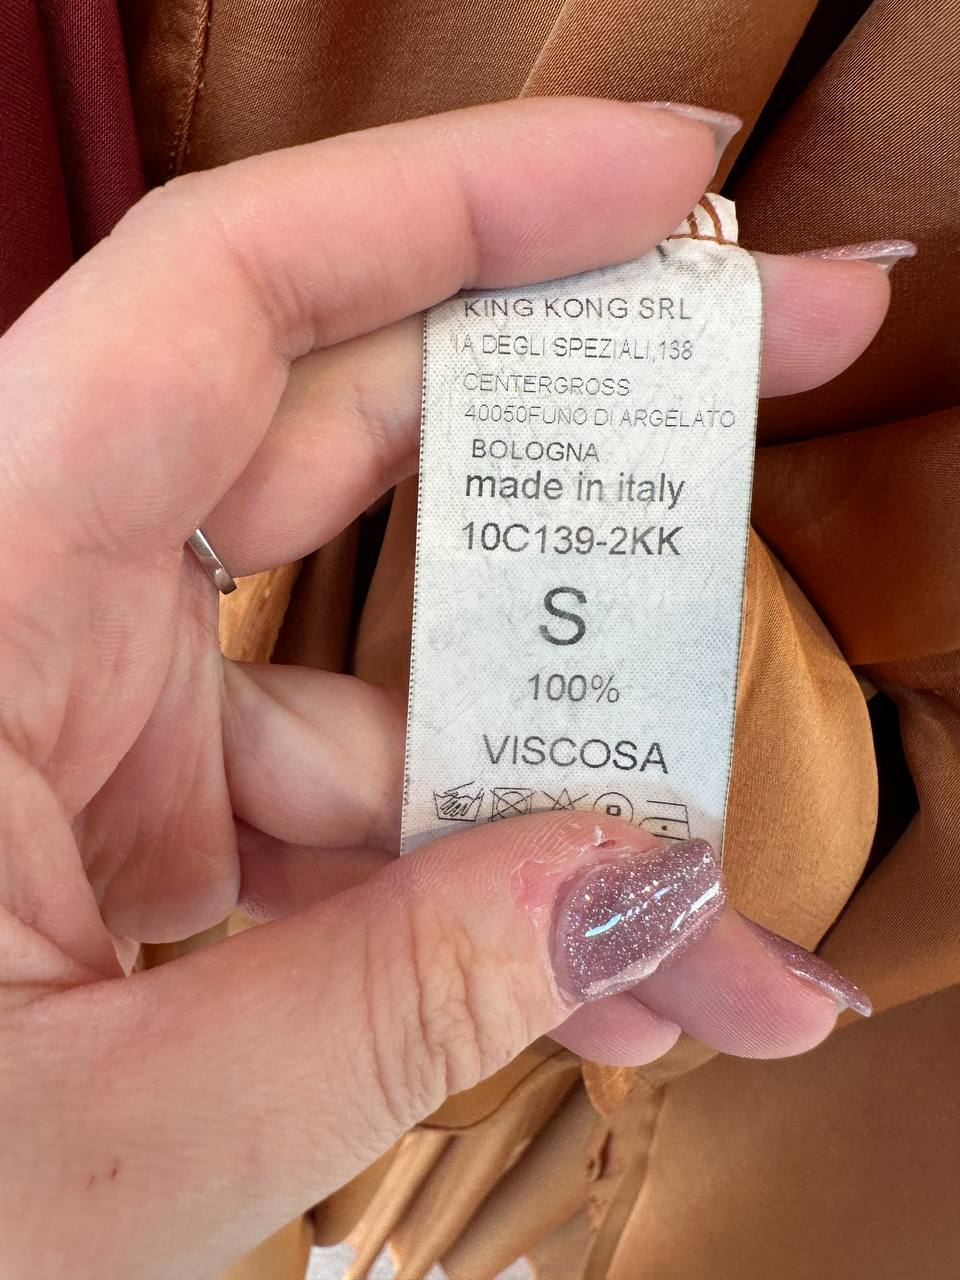 KING KONG SRL
IA DEGLI SPEZIALI,138
CENTERGROSS
40050FUNO DI ARGELATO
BOLOGNA
made in italy
10C139-2KK
S
100%
VISCOSA